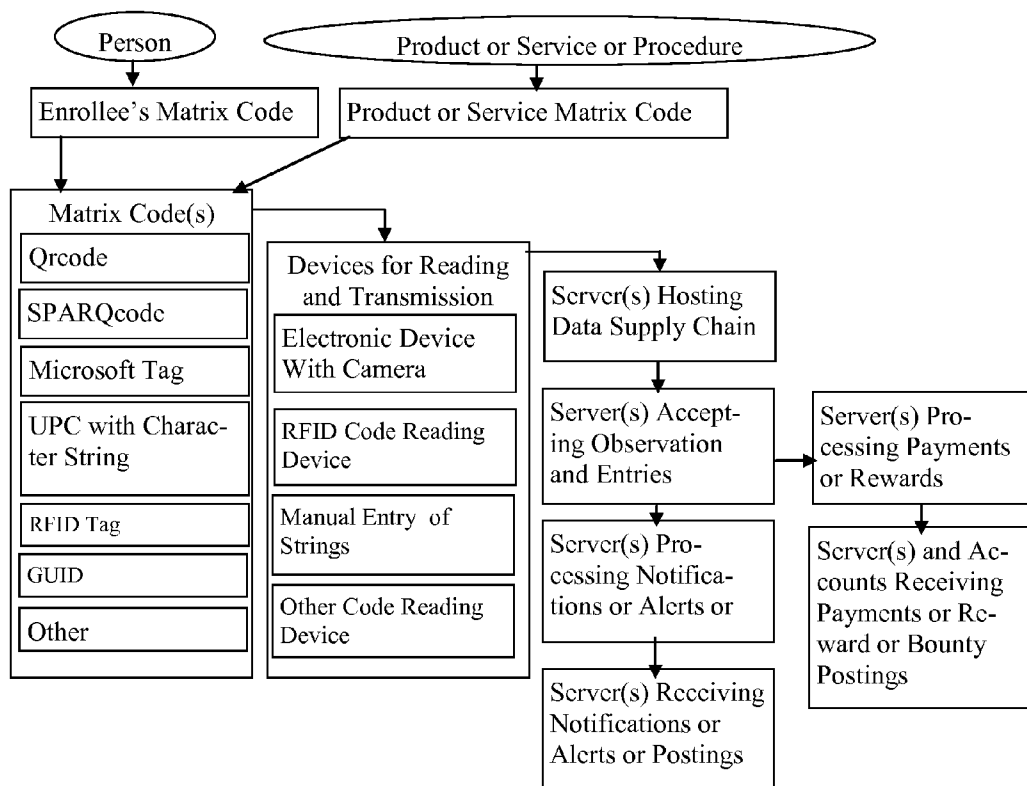 Person
Product or Service or Procedure
Enrollee's Matrix Code
Product or Service Matrix Code
Matrix Code(s)
Qrcode
SPARQcode
Microsoft Tag
UPC with Charac-
ter String
RFID Tag
GUID
Other
Devices for Reading
and Transmission
Electronic Device
With Camera
RFID Code Reading
Device
Manual Entry of
Strings
Other Code Reading
Device
Server(s) Hosting
Data Supply Chain
Server(s) Accept-
ing Observation
and Entries
Server(s) Pro-
cessing Notifica-
tions or Alerts or
Server(s) Receiving
Notifications or
Alerts or Postings
Server(s) Pro-
cessing Payments
or Rewards
Server(s) and Ac-
counts Receiving
Payments or Re-
ward or Bounty
Postings